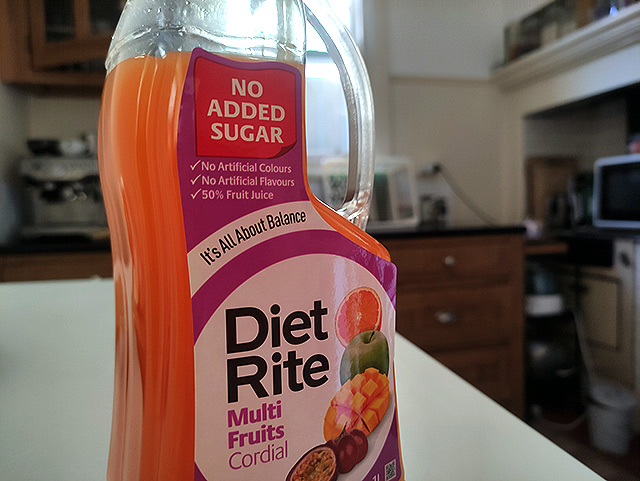 NO
ADDED
SUGAR
✓No Artificial Colours
✓No Artificial Flavours
✓50% Fruit Juice
It's All About Balance
Diet
Rite
Multi
Fruits
Cordial